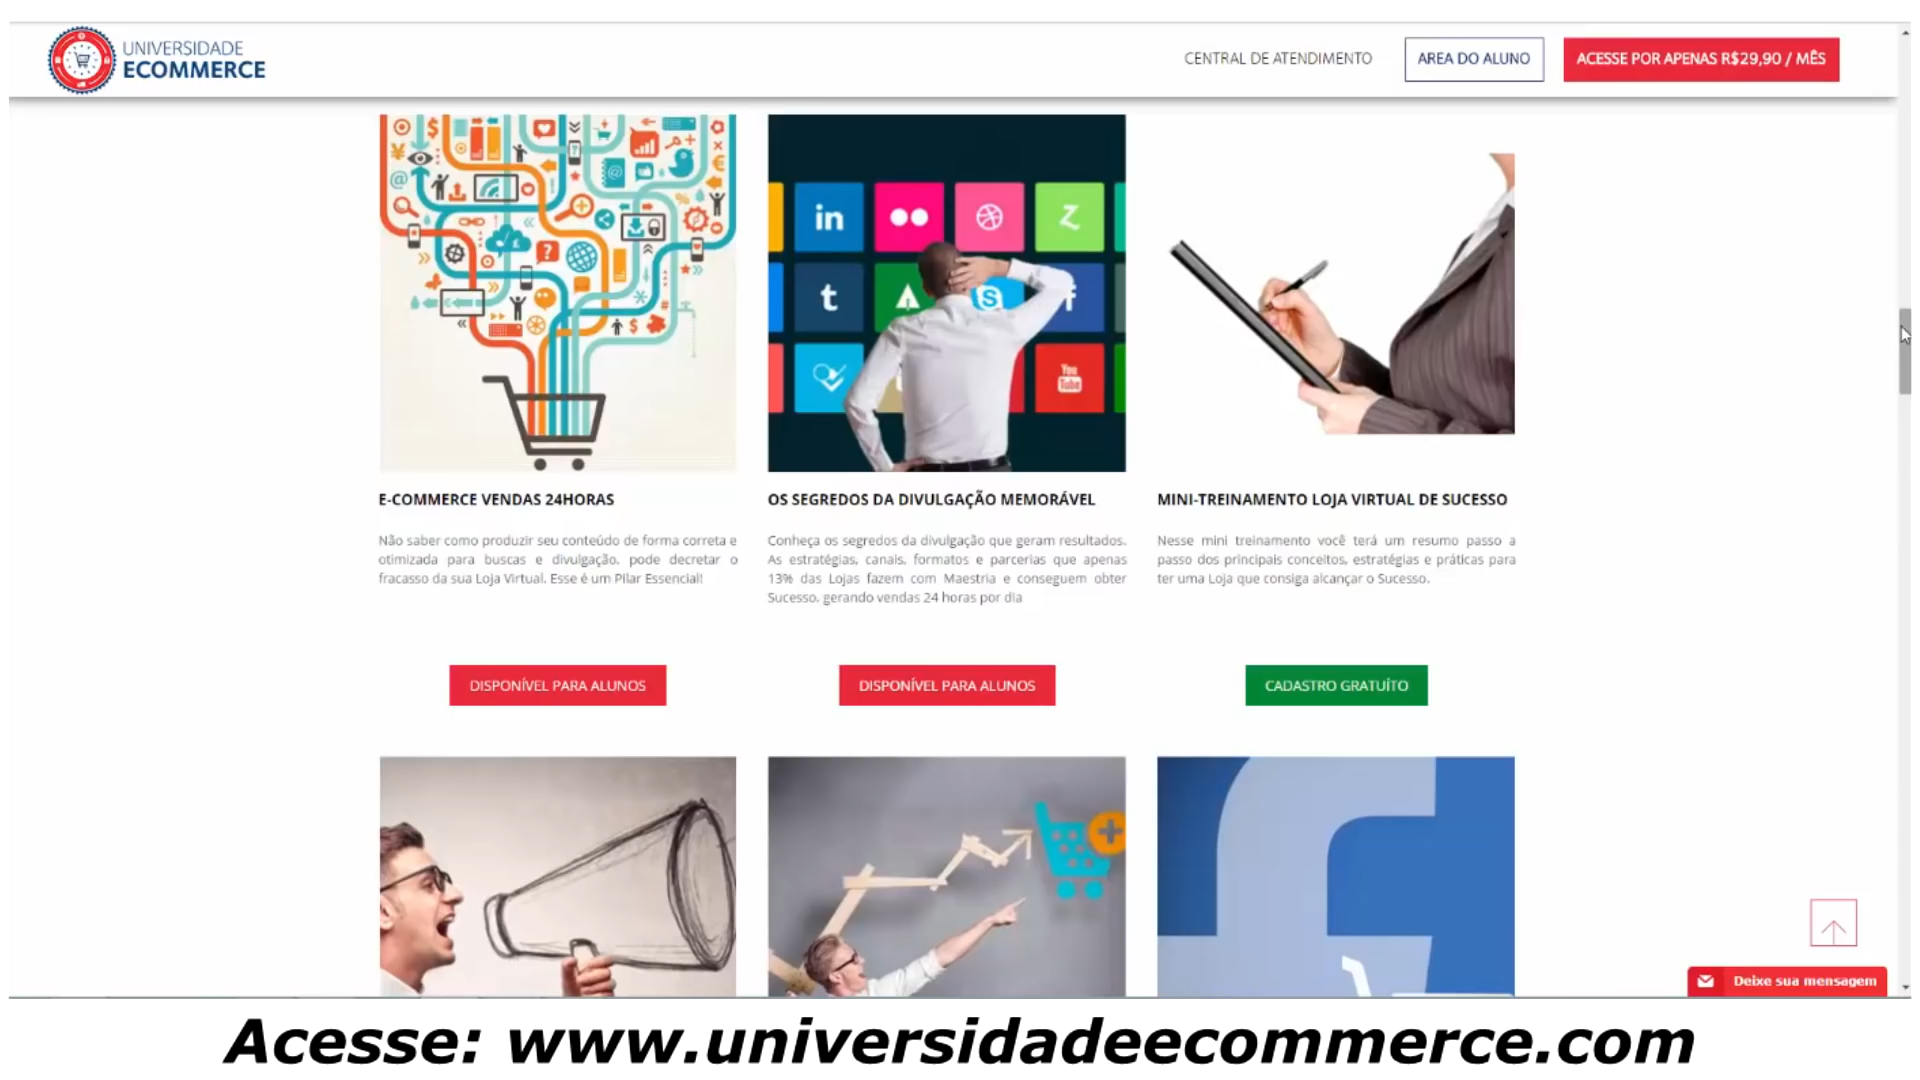 UNIVERSIDADE
ECOMMERCE
CENTRAL DE ATENDIMENTO
AREA DO ALUNO
ACESSE POR APENAS R$29,90 / MÊS
in
t
You
Tube
E-COMMERCE VENDAS 24HORAS
Não saber como produzir seu conteúdo de forma correta e
otimizada para buscas e divulgação, pode decretar o
fracasso da sua Loja Virtual. Esse é um Pilar Essencial!
DISPONÍVEL PARA ALUNOS
OS SEGREDOS DA DIVULGAÇÃO MEMORÁVEL
Conheça os segredos da divulgação que geram resultados.
As estratégias, canais, formatos e parcerias que apenas
13% das Lojas fazem com Maestria e conseguem obter
Sucesso, gerando vendas 24 horas por dia
DISPONÍVEL PARA ALUNOS
MINI-TREINAMENTO LOJA VIRTUAL DE SUCESSO
Nesse mini treinamento você terá um resumo passo a
passo dos principais conceitos, estratégias e práticas para
ter uma Loja que consiga alcançar o Sucesso.
CADASTRO GRATUÍTO
Deixe sua mensagem
Acesse: www.universidadeecommerce.com